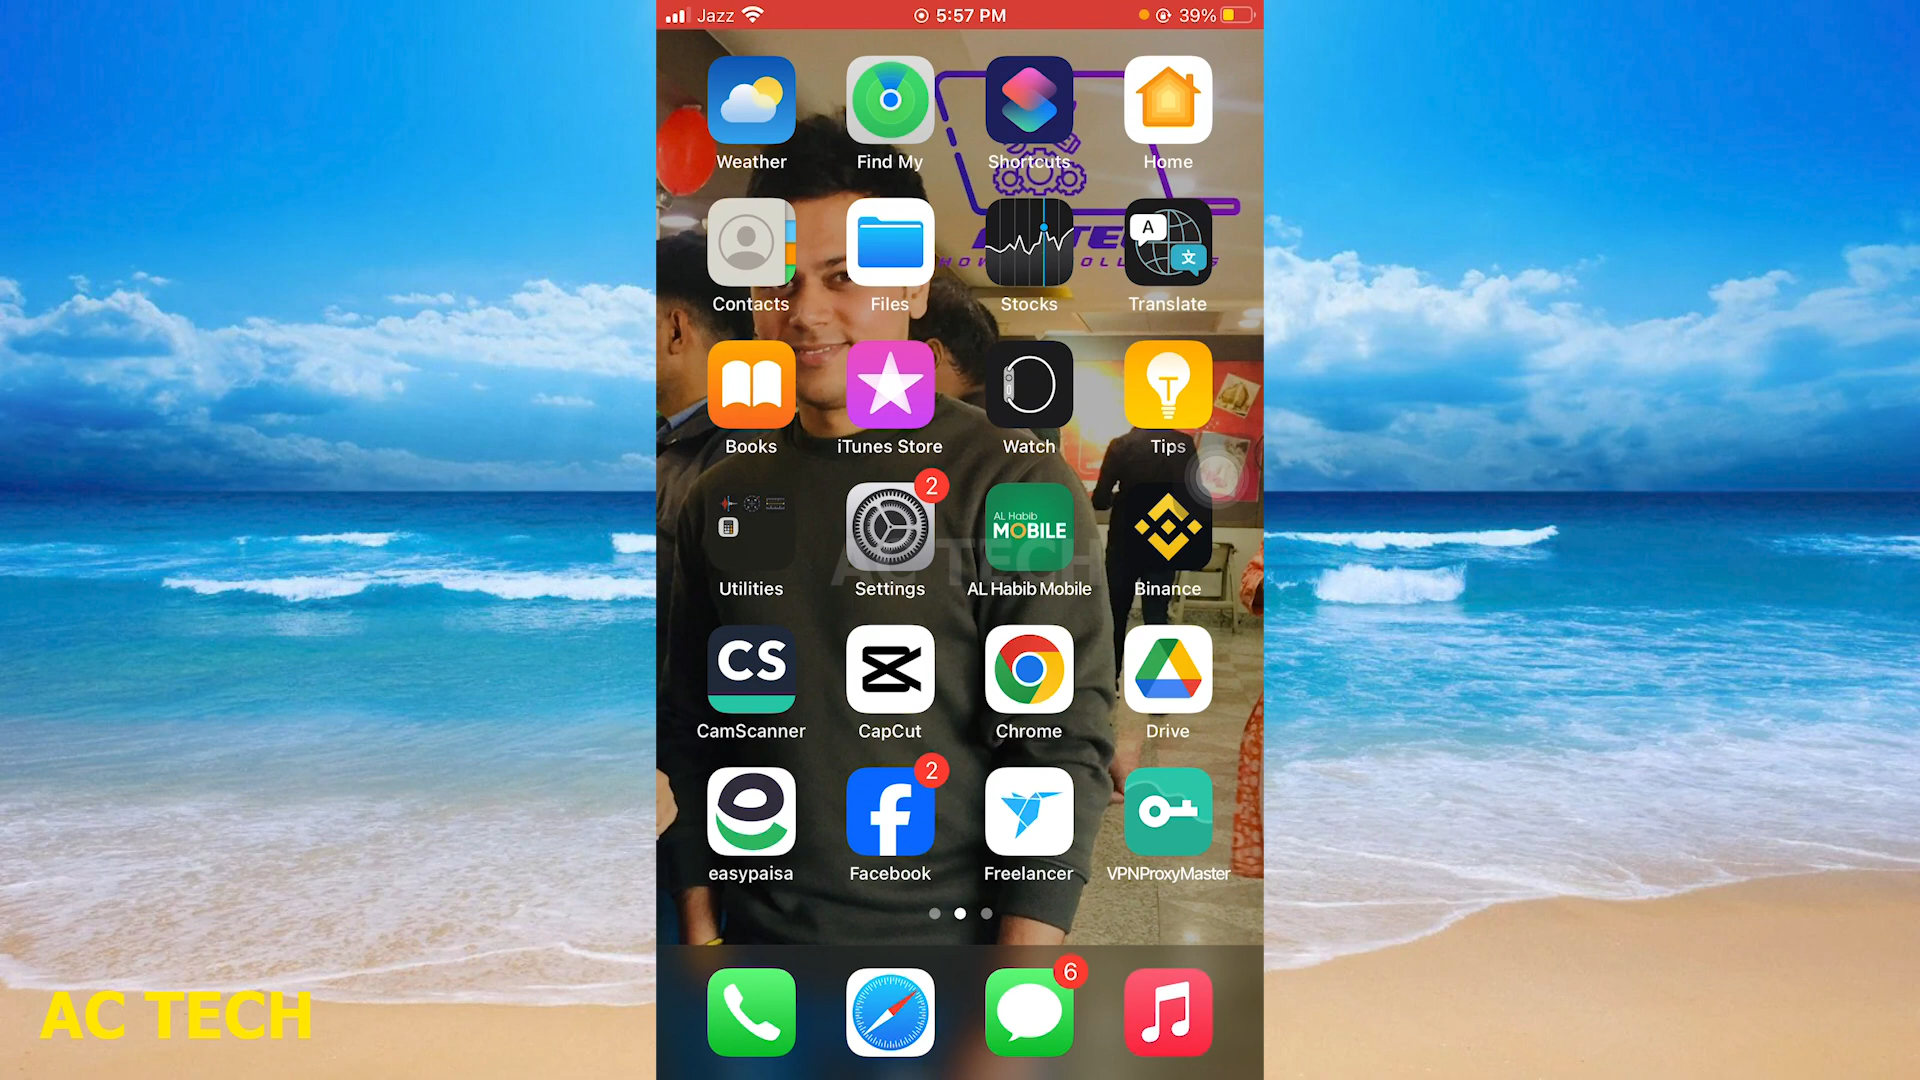 Jazz 5:57 PM 39%
Weather Find My Shortcuts Home
A 文
Contacts Files Stocks Translate
Books iTunes Store Watch Tips
2
AL Habib
MOBILE
AC TECH
Utilities Settings AL Habib Mobile Binance
CS
CamScanner CapCut Chrome Drive
2
easypaisa Facebook Freelancer VPNProxyMaster
6
AC TECH